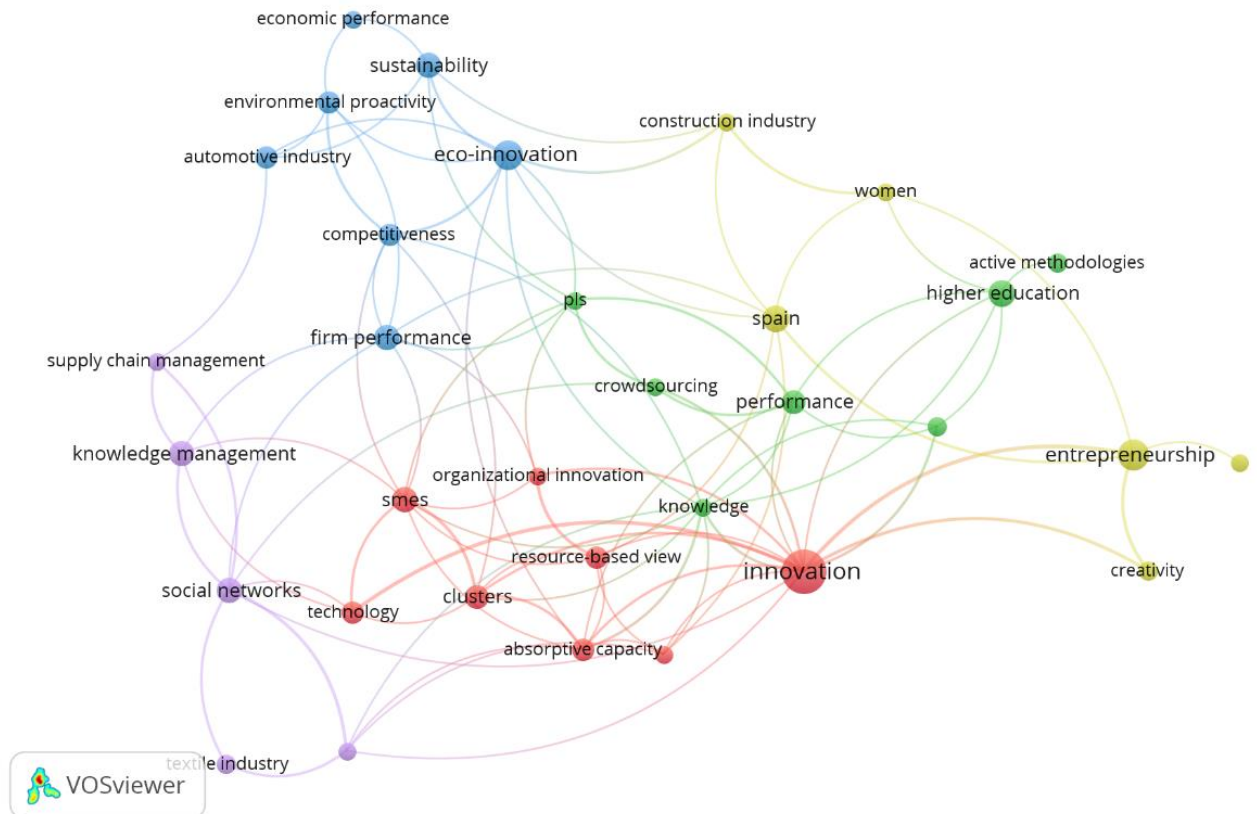 economic performance
sustainability
environmental proactivity
construction industry
automotive industry
eco-innovation
women
competitiveness
active methodologies
higher education
pls
spain
firm performance
supply chain management
crowdsourcing
performance
knowledge management
entrepreneurship
organizational innovation
smes
knowledge
resource-based view
innovation
creativity
social networks
clusters
technology
absorptive capacity
textile industry
VOSviewer